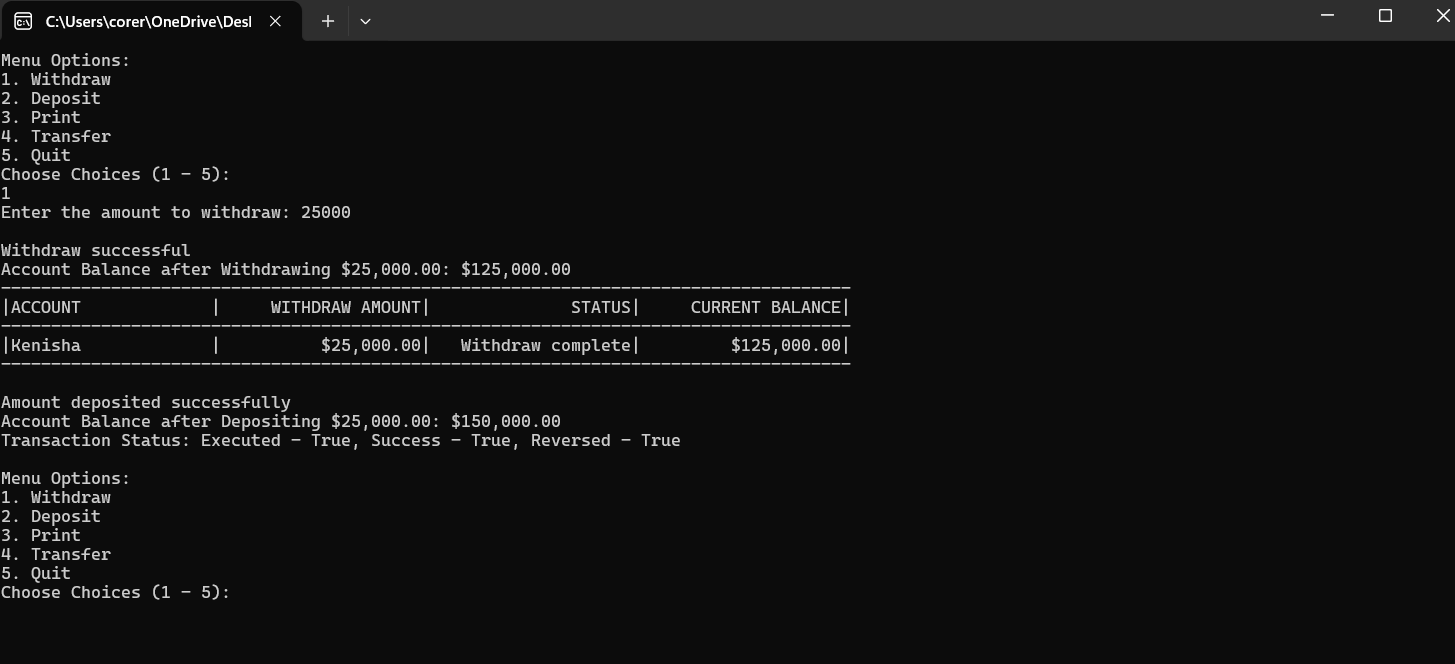 C:\Users\corer\OneDrive\Desl
Menu Options:
1. Withdraw
2. Deposit
3. Print
4. Transfer
5. Quit
Choose Choices (1 - 5):
1
Enter the amount to withdraw: 25000
Withdraw successful
Account Balance after Withdrawing $25,000.00: $125,000.00
-------------------------------------------------------------------------------------
|ACCOUNT             |     WITHDRAW AMOUNT|              STATUS|     CURRENT BALANCE|
-------------------------------------------------------------------------------------
|Kenisha             |          $25,000.00|   Withdraw complete|         $125,000.00|
-------------------------------------------------------------------------------------
Amount deposited successfully
Account Balance after Depositing $25,000.00: $150,000.00
Transaction Status: Executed - True, Success - True, Reversed - True
Menu Options:
1. Withdraw
2. Deposit
3. Print
4. Transfer
5. Quit
Choose Choices (1 - 5):